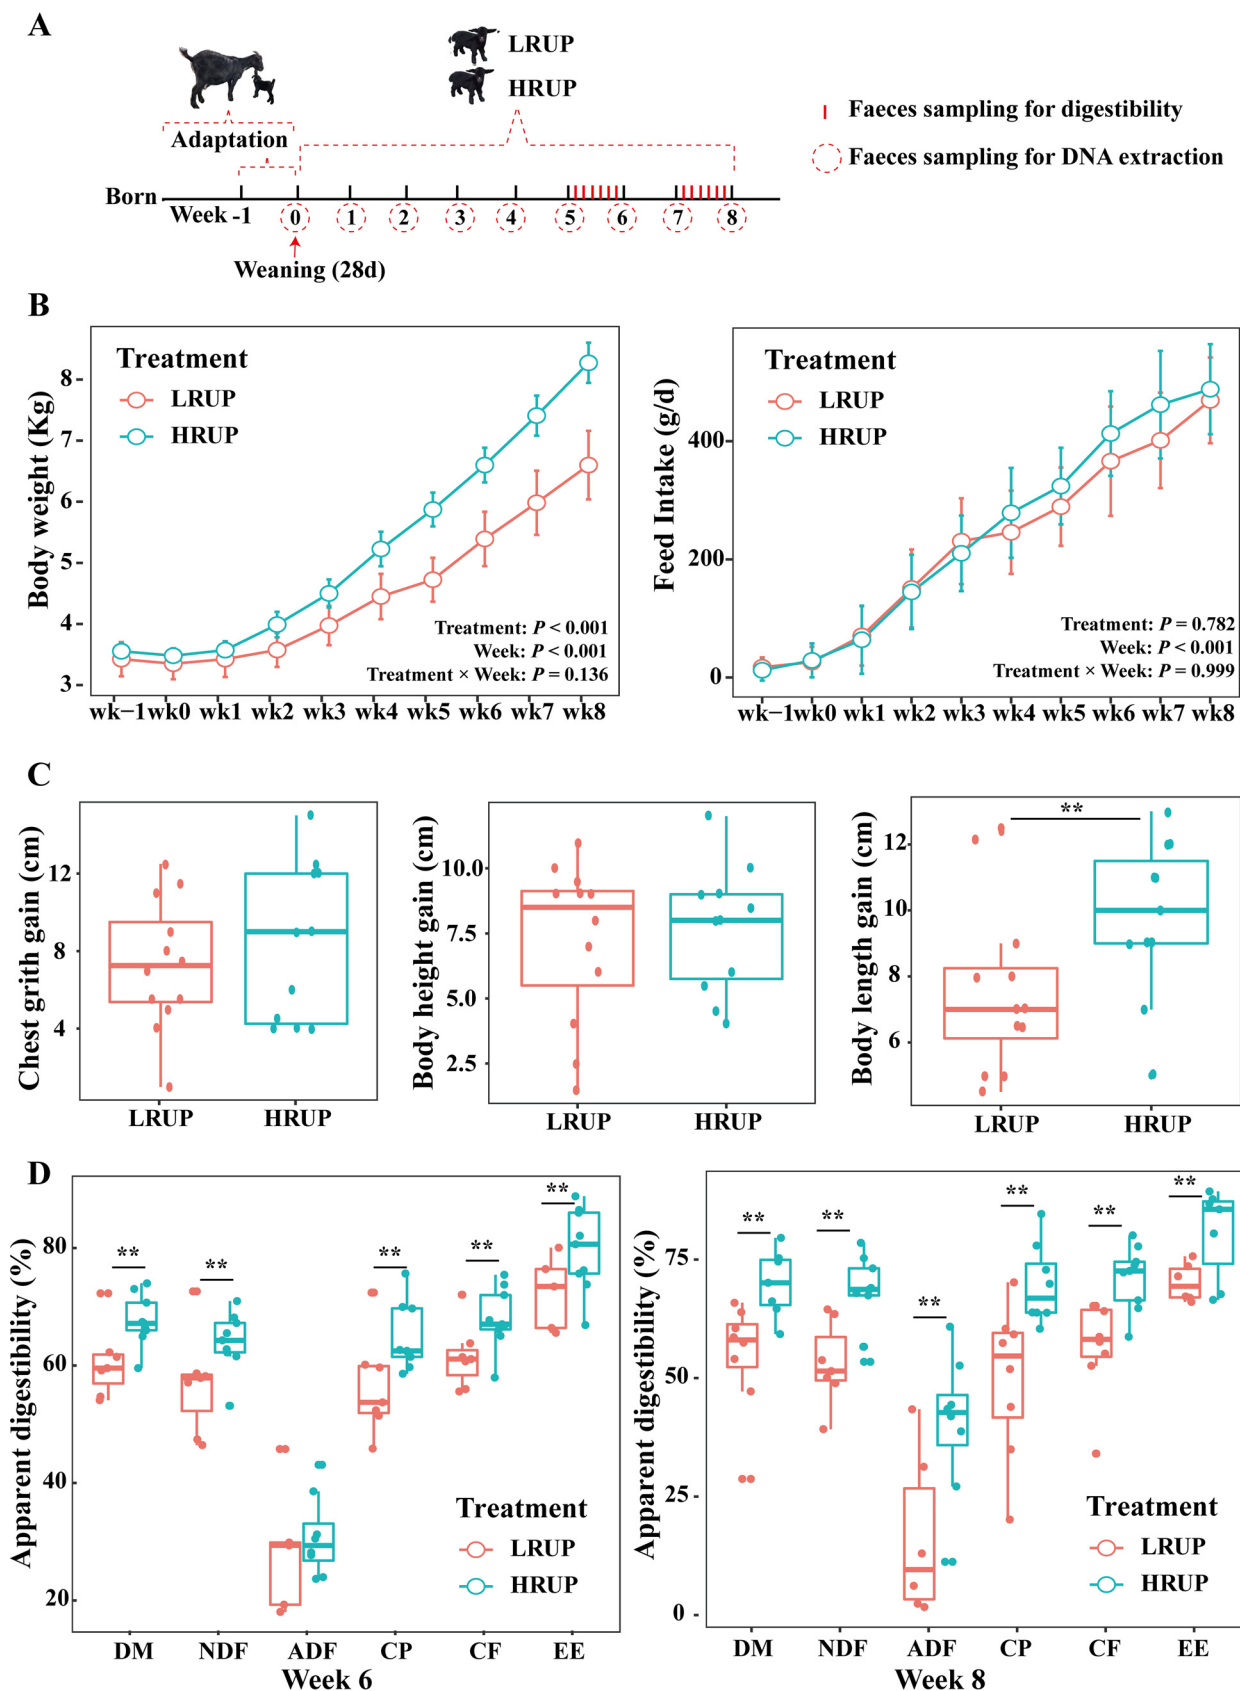 A
LRUP
HRUP
Adaptation
Faeces sampling for digestibility
Faeces sampling for DNA extraction
Born
Week -1 0 1 2 3 4 5 6 7 8
Weaning (28d)
B
Treatment
LRUP
HRUP
Body weight (Kg)
8
7
6
5
4
3
Treatment: P < 0.001
Week: P < 0.001
Treatment × Week: P = 0.136
wk−1 wk0 wk1 wk2 wk3 wk4 wk5 wk6 wk7 wk8
Treatment
LRUP
HRUP
Feed Intake (g/d)
400
200
0
Treatment: P = 0.782
Week: P < 0.001
Treatment × Week: P = 0.999
wk−1 wk0 wk1 wk2 wk3 wk4 wk5 wk6 wk7 wk8
C
Chest grith gain (cm)
12
8
4
LRUP HRUP
Body height gain (cm)
10.0
7.5
5.0
2.5
LRUP HRUP
Body length gain (cm)
12
10
8
6
**
LRUP HRUP
D
Apparent digestibility (%)
80
60
40
20
** ** ** ** **
Treatment
LRUP
HRUP
DM NDF ADF CP CF EE
Week 6
Apparent digestibility (%)
75
50
25
0
** ** ** ** ** **
Treatment
LRUP
HRUP
DM NDF ADF CP CF EE
Week 8